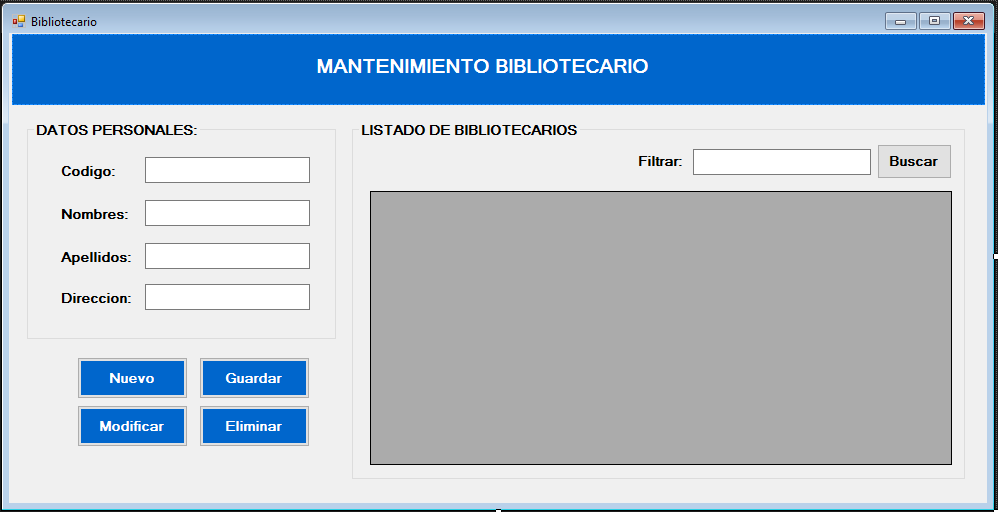 Bibliotecario
MANTENIMIENTO BIBLIOTECARIO
DATOS PERSONALES:
Codigo:
Nombres:
Apellidos:
Direccion:
Nuevo
Guardar
Modificar
Eliminar
LISTADO DE BIBLIOTECARIOS
Filtrar:
Buscar